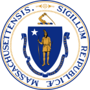 SIGILLUM REIPUBLICÆ
MASSACHUSETTENSIS.